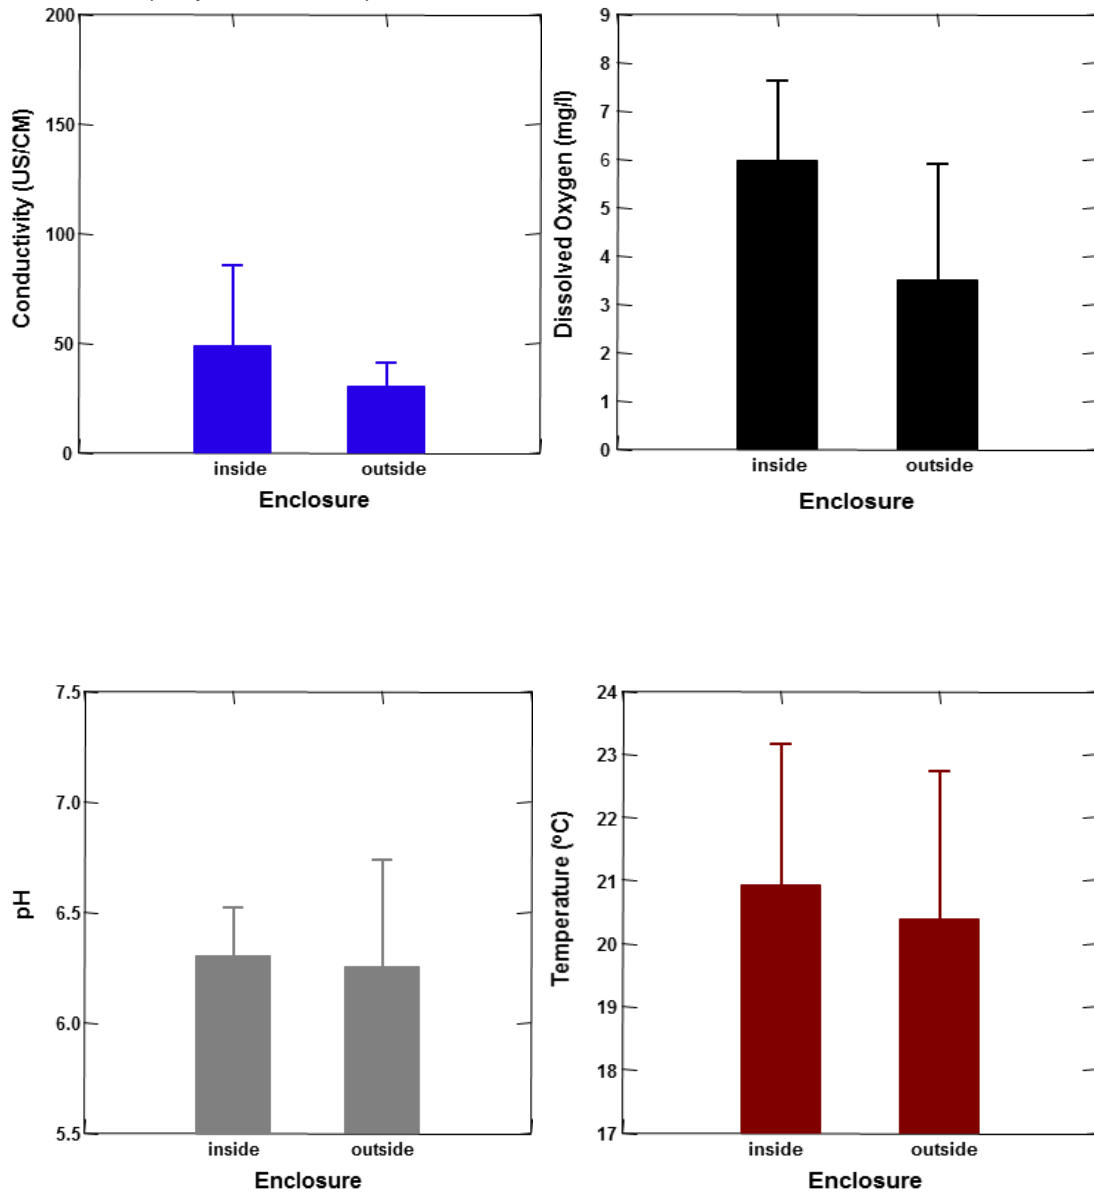 Conductivity (US/CM)
200
150
100
50
0
inside outside
Enclosure
Dissolved Oxygen (mg/l)
9
8
7
6
5
4
3
2
1
0
inside outside
Enclosure
pH
7.5
7.0
6.5
6.0
5.5
inside outside
Enclosure
Temperature (ºC)
24
23
22
21
20
19
18
17
inside outside
Enclosure